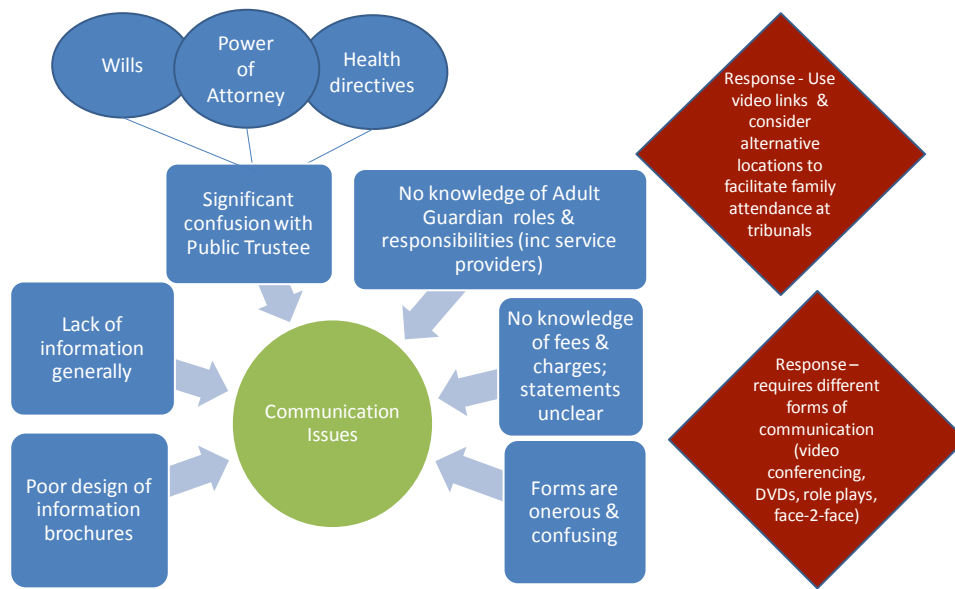 Wills
Power
of
Attorney
Health
directives
Significant
confusion with
Public Trustee
No knowledge of Adult
Guardian roles &
responsibilities (inc service
providers)
Lack of
information
generally
No knowledge
of fees &
charges;
statements
unclear
Communication
Issues
Poor design of
information
brochures
Forms are
onerous &
confusing
Response - Use
video links & 
consider
alternative
locations to
facilitate family
attendance at
tribunals
Response –
requires different
forms of
communication
(video
conferencing,
DVDs, role plays,
face-2-face)